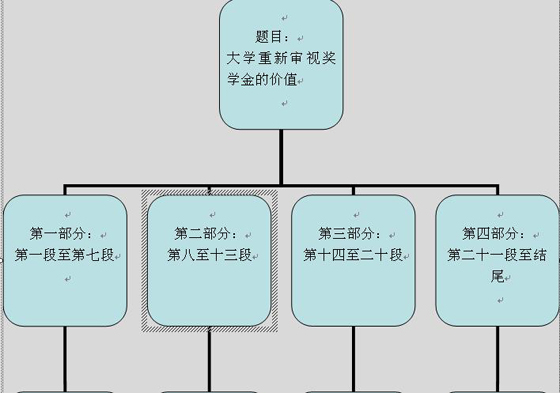 题目：
大学重新审视奖
学金的价值
第一部分：
第一段至第七段
第二部分：
第八至十三段
第三部分：
第十四至二十段
第四部分：
第二十一段至结
尾